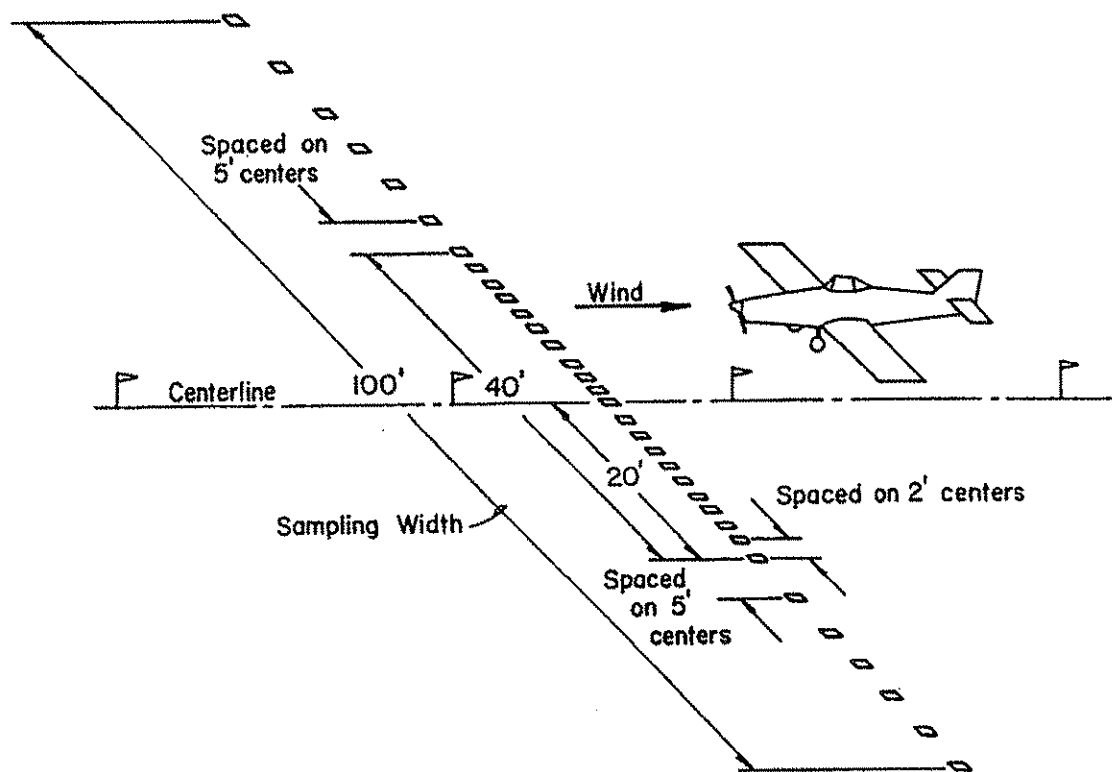 Spaced on
5' centers
Wind
Centerline
100'
40'
20'
Spaced on 2' centers
Sampling Width
Spaced
on 5'
centers